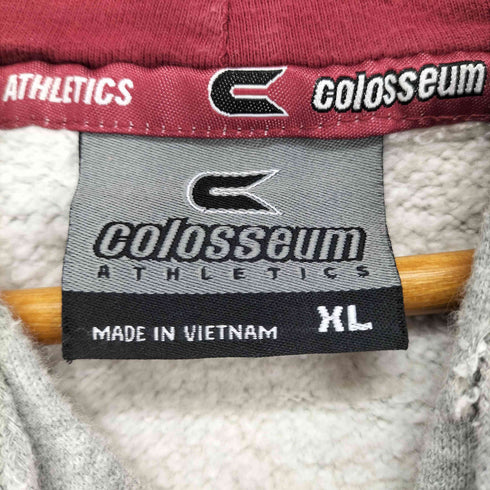 ATHLETICS colosseum
colosseum
ATHLETICS
MADE IN VIETNAM XL